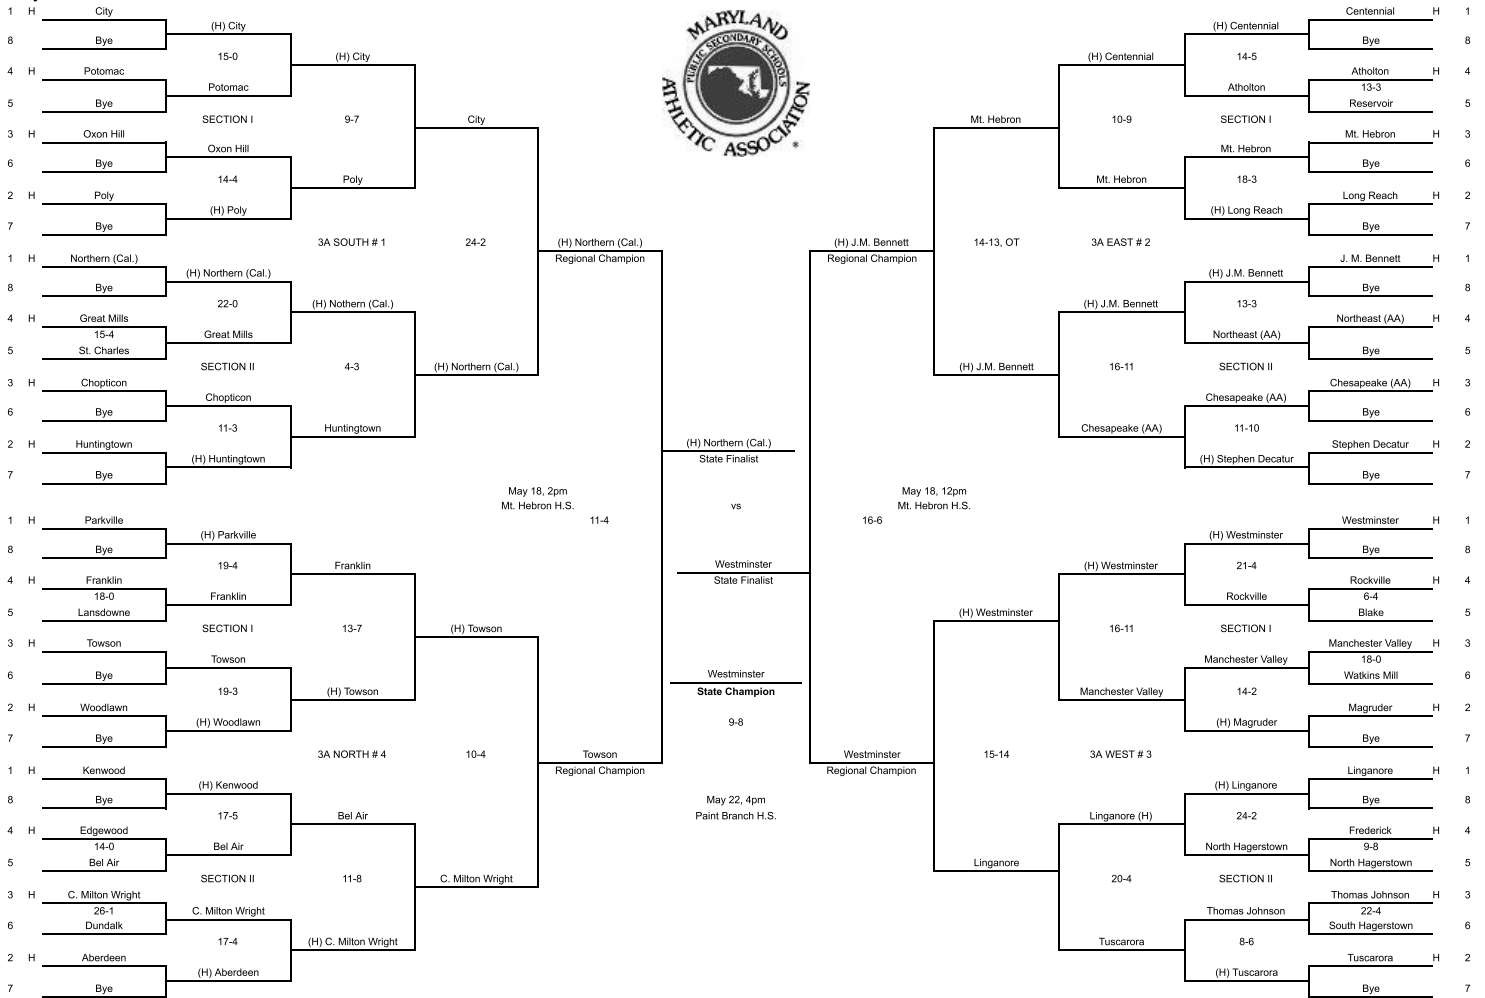 1 H City
8 Bye
4 H Potomac
5 Bye
3 H Oxon Hill
6 Bye
2 H Poly
7 Bye
1 H Northern (Cal.)
8 Bye
4 H Great Mills
15-4
5 St. Charles
3 H Chopticon
6 Bye
2 H Huntingtown
7 Bye
1 H Parkville
8 Bye
4 H Franklin
18-0
5 Lansdowne
3 H Towson
6 Bye
2 H Woodlawn
7 Bye
1 H Kenwood
8 Bye
4 H Edgewood
14-0
5 Bel Air
3 H C. Milton Wright
26-1
6 Dundalk
2 H Aberdeen
7 Bye
(H) City
15-0
Potomac
SECTION I
Oxon Hill
14-4
(H) Poly
(H) Northern (Cal.)
22-0
Great Mills
SECTION II
Chopticon
11-3
(H) Huntingtown
(H) Parkville
19-4
Franklin
SECTION I
Towson
19-3
(H) Woodlawn
(H) Kenwood
17-5
Bel Air
SECTION II
C. Milton Wright
17-4
(H) Aberdeen
(H) City
9-7
Poly
3A SOUTH # 1
(H) Nothern (Cal.)
4-3
Huntingtown
Franklin
13-7
(H) Towson
3A NORTH # 4
Bel Air
11-8
(H) C. Milton Wright
City
24-2
(H) Northern (Cal.)
(H) Towson
10-4
C. Milton Wright
(H) Northern (Cal.)
Regional Champion
May 18, 2pm
Mt. Hebron H.S.
11-4
Towson
Regional Champion
MARYLAND
PUBLIC SECONDARY SCHOOLS
ATHLETIC ASSOCIATION
®
(H) Northern (Cal.)
State Finalist
vs
Westminster
State Finalist
Westminster
State Champion
9-8
May 22, 4pm
Paint Branch H.S.
(H) J.M. Bennett
Regional Champion
May 18, 12pm
Mt. Hebron H.S.
16-6
Westminster
Regional Champion
Mt. Hebron
14-13, OT
(H) J.M. Bennett
(H) Westminster
15-14
Linganore
(H) Centennial
10-9
Mt. Hebron
3A EAST # 2
(H) J.M. Bennett
16-11
Chesapeake (AA)
(H) Westminster
16-11
Manchester Valley
3A WEST # 3
Linganore (H)
20-4
Tuscarora
(H) Centennial
14-5
Atholton
SECTION I
Mt. Hebron
18-3
(H) Long Reach
(H) J.M. Bennett
13-3
Northeast (AA)
SECTION II
Chesapeake (AA)
11-10
(H) Stephen Decatur
(H) Westminster
21-4
Rockville
SECTION I
Manchester Valley
14-2
(H) Magruder
(H) Linganore
24-2
North Hagerstown
SECTION II
Thomas Johnson
8-6
(H) Tuscarora
Centennial H 1
Bye 8
Atholton H 4
13-3
Reservoir 5
Mt. Hebron H 3
Bye 6
Long Reach H 2
Bye 7
J. M. Bennett H 1
Bye 8
Northeast (AA) H 4
Bye 5
Chesapeake (AA) H 3
Bye 6
Stephen Decatur H 2
Bye 7
Westminster H 1
Bye 8
Rockville H 4
6-4
Blake 5
Manchester Valley H 3
18-0
Watkins Mill 6
Magruder H 2
Bye 7
Linganore H 1
Bye 8
Frederick H 4
9-8
North Hagerstown 5
Thomas Johnson H 3
22-4
South Hagerstown 6
Tuscarora H 2
Bye 7